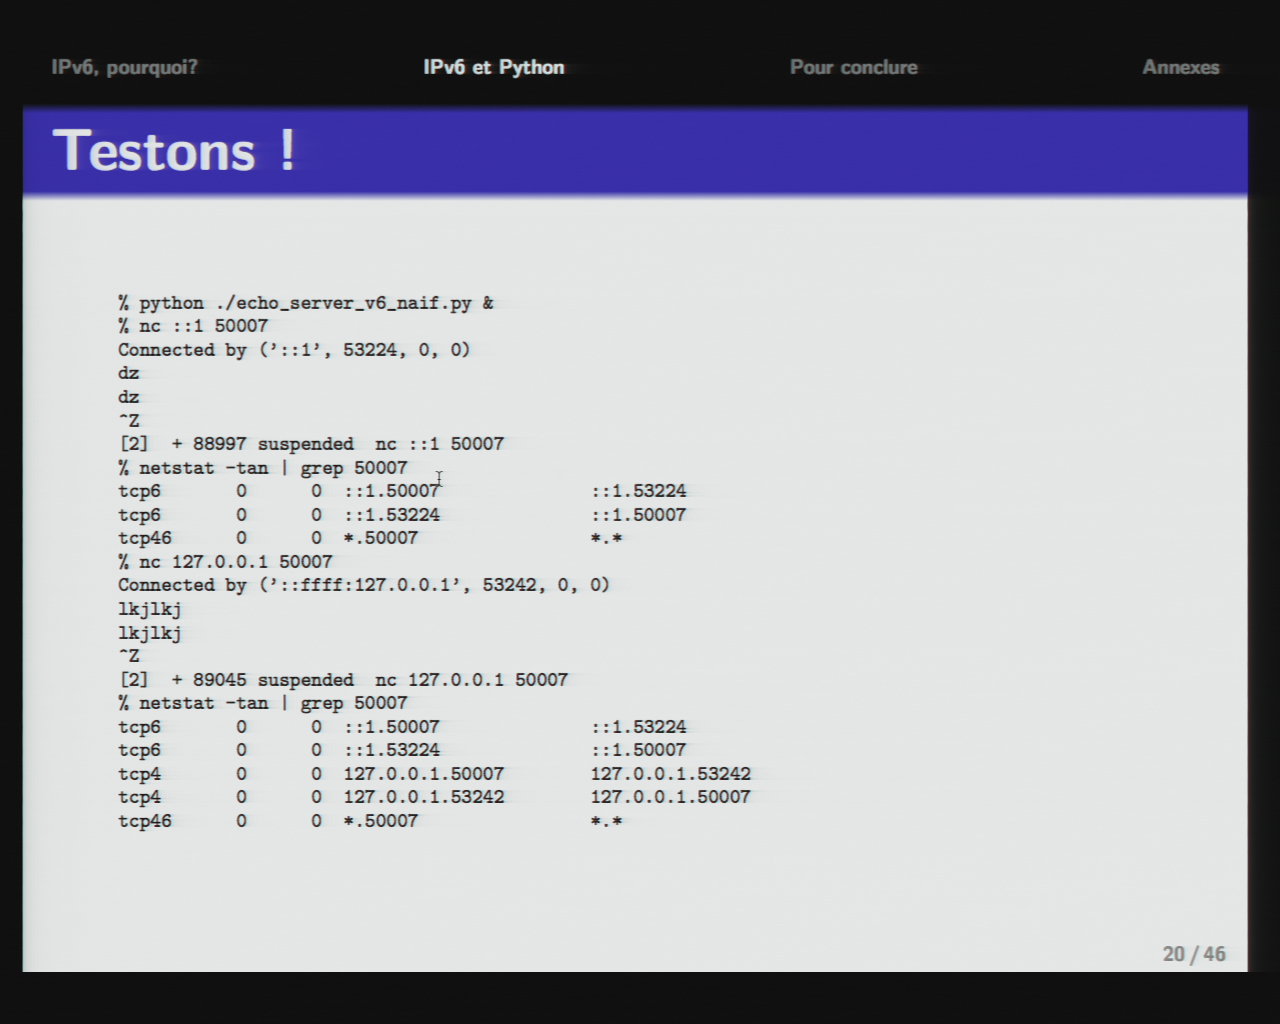 IPv6, pourquoi? IPv6 et Python Pour conclure Annexes
Testons !
% python ./echo_server_v6_naif.py &
% nc ::1 50007
Connected by ('::1', 53224, 0, 0)
dz
dz
^Z
[2]  + 88997 suspended  nc ::1 50007
% netstat -tan | grep 50007
tcp6       0      0  ::1.50007              ::1.53224
tcp6       0      0  ::1.53224              ::1.50007
tcp46      0      0  *.50007                *.*
% nc 127.0.0.1 50007
Connected by ('::ffff:127.0.0.1', 53242, 0, 0)
lkjlkj
lkjlkj
^Z
[2]  + 89045 suspended  nc 127.0.0.1 50007
% netstat -tan | grep 50007
tcp6       0      0  ::1.50007              ::1.53224
tcp6       0      0  ::1.53224              ::1.50007
tcp4       0      0  127.0.0.1.50007        127.0.0.1.53242
tcp4       0      0  127.0.0.1.53242        127.0.0.1.50007
tcp46      0      0  *.50007                *.*
20 / 46